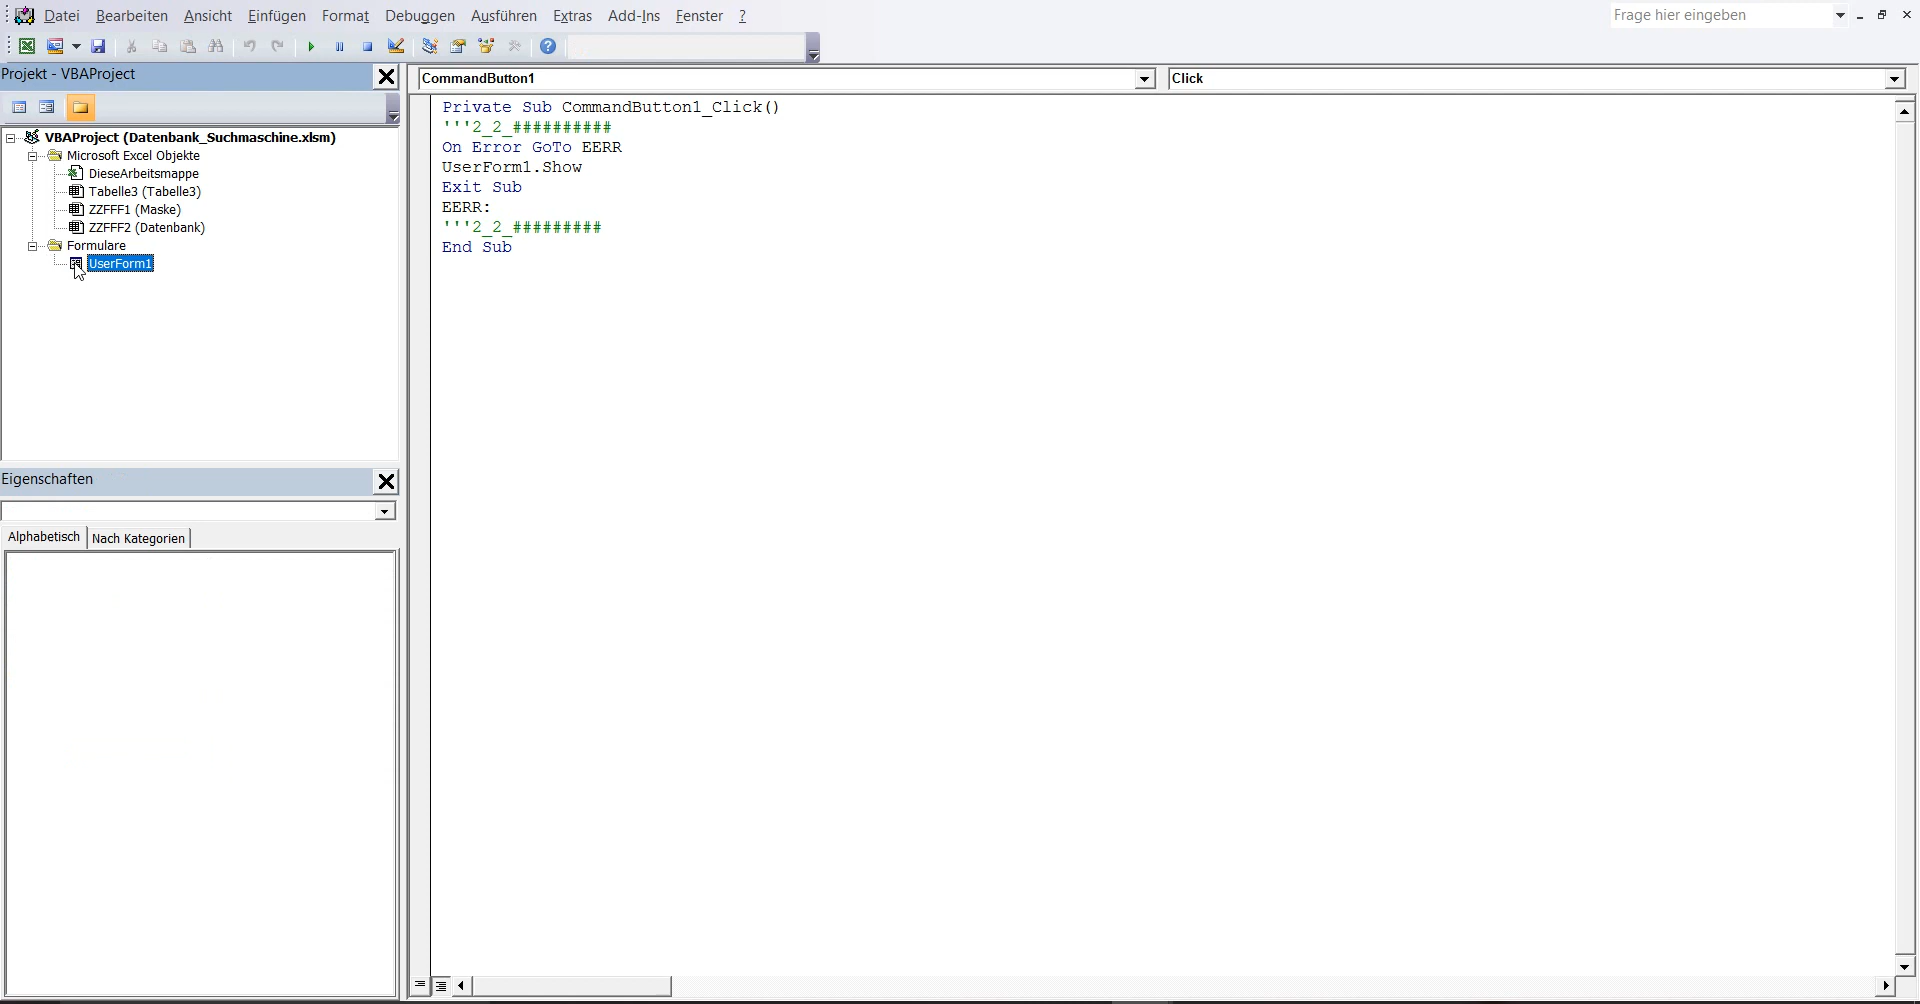 Datei Bearbeiten Ansicht Einfügen Format Debuggen Ausführen Extras Add-Ins Fenster ? Frage hier eingeben
Projekt - VBAProject
VBAProject (Datenbank_Suchmaschine.xlsm)
Microsoft Excel Objekte
DieseArbeitsmappe
Tabelle3 (Tabelle3)
ZZFFF1 (Maske)
ZZFFF2 (Datenbank)
Formulare
UserForm1
Eigenschaften
Alphabetisch Nach Kategorien
CommandButton1 Click
Private Sub CommandButton1_Click()
'''2_2_##########
On Error GoTo EERR
UserForm1.Show
Exit Sub
EERR:
'''2_2_#########
End Sub